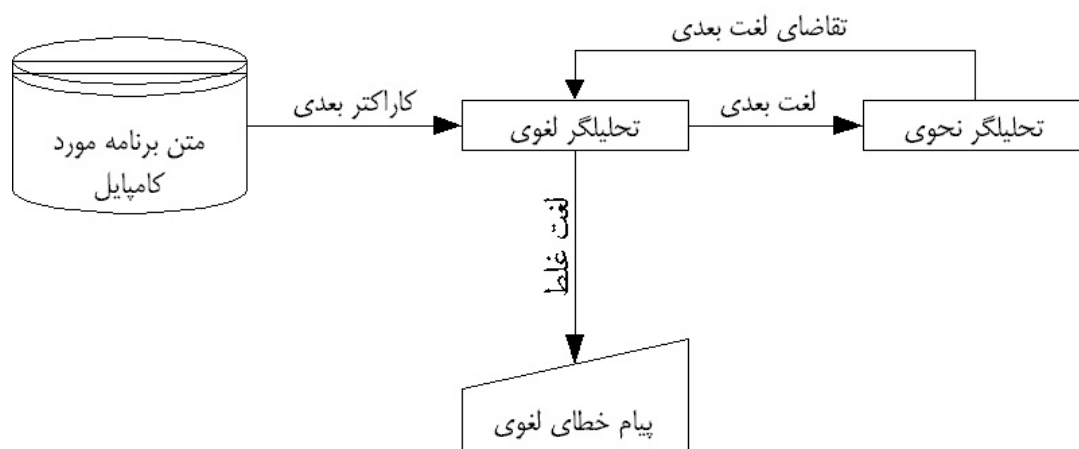 تقاضای لغت بعدی
کاراکتر بعدی
لغت بعدی
متن برنامه مورد
کامپایل
تحلیلگر لغوی
تحلیلگر نحوی
لغت غلط
پیام خطای لغوی